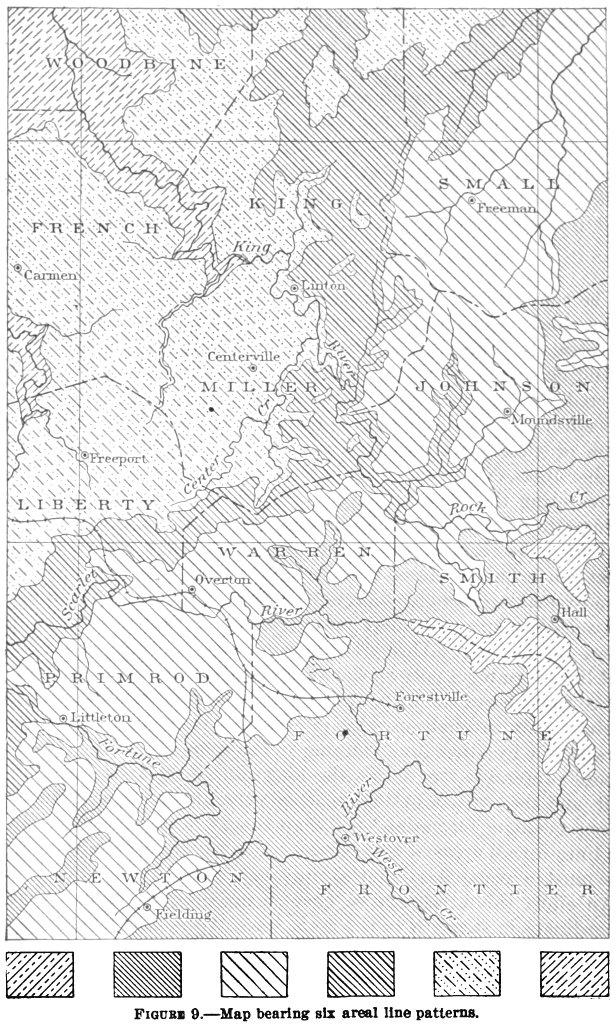 WOODBINE
SMALL
KING
Freeman
FRENCH
King
Carmen
Linton
River
Centerville
MILLER
JOHNSON
Cr
Moundsville
Freeport
Center
LIBERTY
Rock Cr
WARREN
SMITH
Overton
Scarlet
River
Hall
PRIMROD
Forestville
Littleton
FORTUNE
Fortune
River
Westover
West
NEWTON
FRONTIER
Fielding
Cr
FIGURE 9.—Map bearing six areal line patterns.